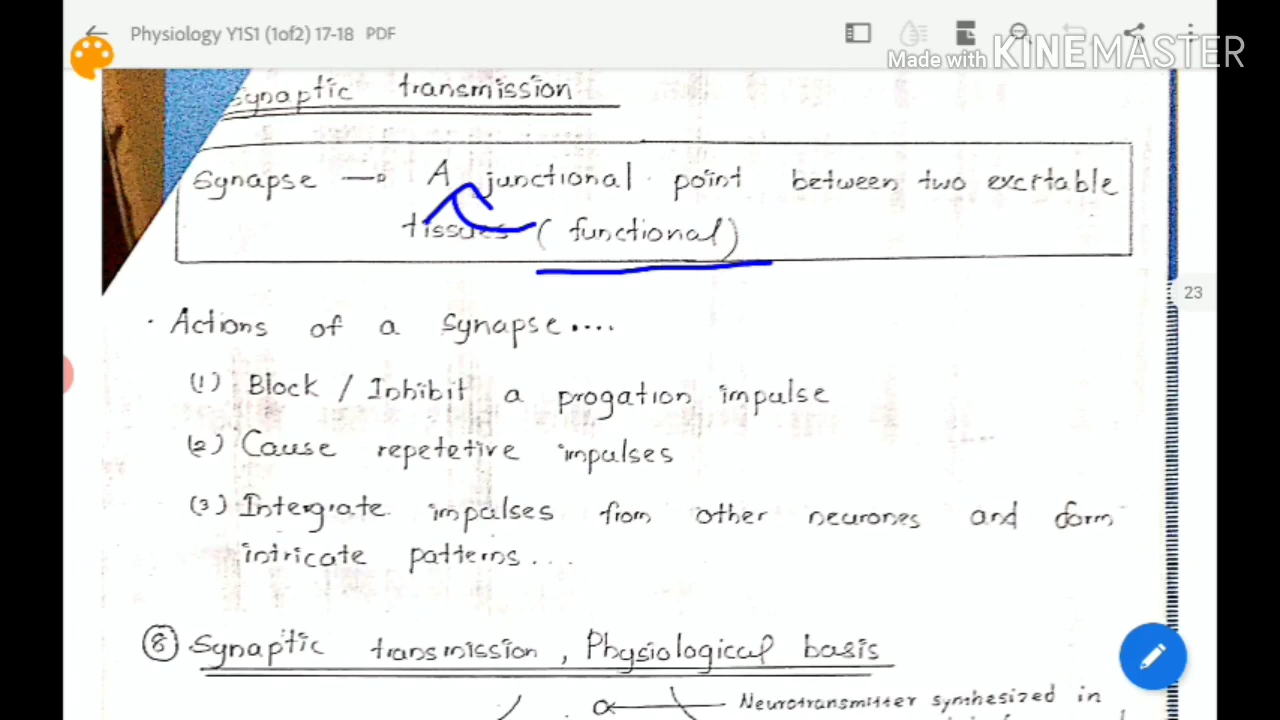 Physiology Y1S1 (1of2) 17-18 PDF
Made with KINEMASTER
Synaptic transmission
Synapse → A junctional point between two excitable
tissues (functional)
23
· Actions of a synapse....
(1) Block / Inhibit a progation impulse
(2) Cause repetetive impulses
(3) Intergrate impulses from other neurones and form
intricate patterns...
8 Synaptic transmission, Physiological basis
Neurotransmitter synthesized in